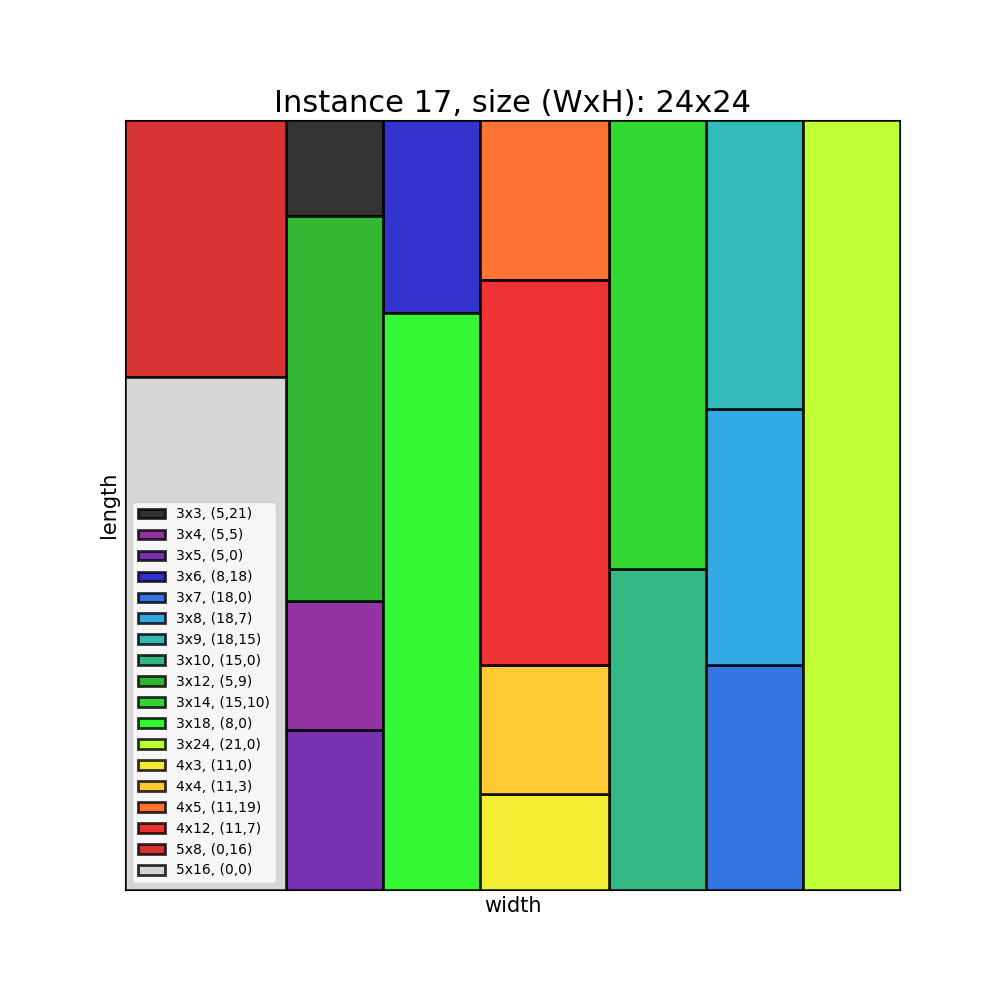 Instance 17, size (WxH): 24x24
length
3x3, (5,21)
3x4, (5,5)
3x5, (5,0)
3x6, (8,18)
3x7, (18,0)
3x8, (18,7)
3x9, (18,15)
3x10, (15,0)
3x12, (5,9)
3x14, (15,10)
3x18, (8,0)
3x24, (21,0)
4x3, (11,0)
4x4, (11,3)
4x5, (11,19)
4x12, (11,7)
5x8, (0,16)
5x16, (0,0)
width